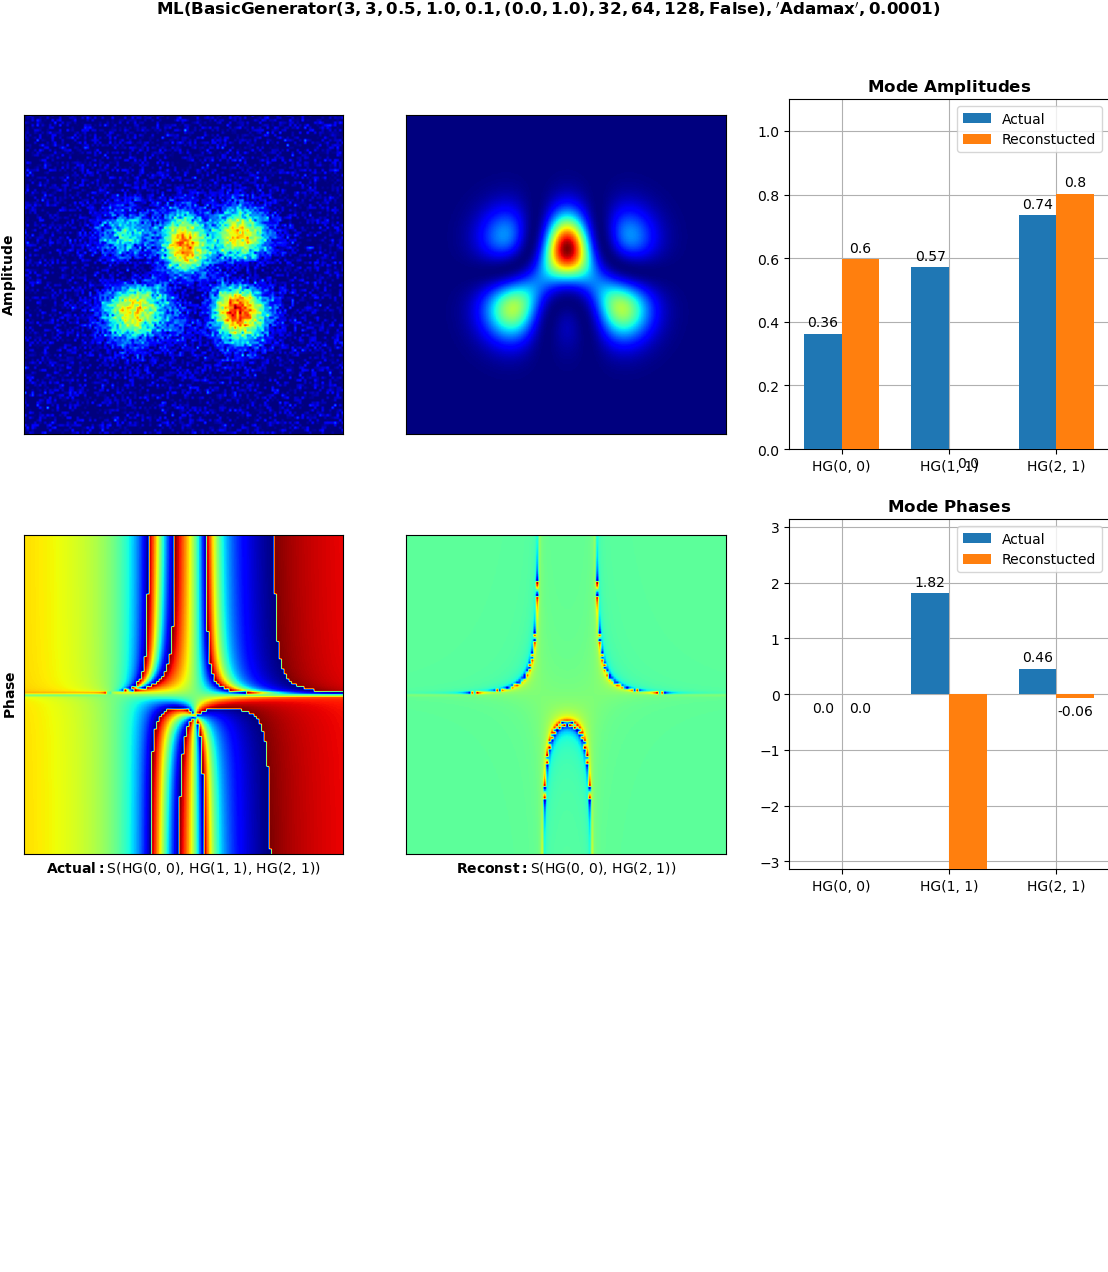 ML(BasicGenerator(3, 3, 0.5, 1.0, 0.1, (0.0, 1.0), 32, 64, 128, False), ′Adamax′, 0.0001)
Amplitude
Mode Amplitudes
Actual
Reconstucted
1.0
0.8
0.6
0.4
0.2
0.0
0.36
0.6
0.57
0.0
0.74
0.8
HG(0, 0)
HG(1, 1)
HG(2, 1)
Phase
Actual: S(HG(0, 0), HG(1, 1), HG(2, 1))
Reconst: S(HG(0, 0), HG(2, 1))
Mode Phases
Actual
Reconstucted
3
2
1
0
−1
−2
−3
0.0
0.0
1.82
0.46
-0.06
HG(0, 0)
HG(1, 1)
HG(2, 1)